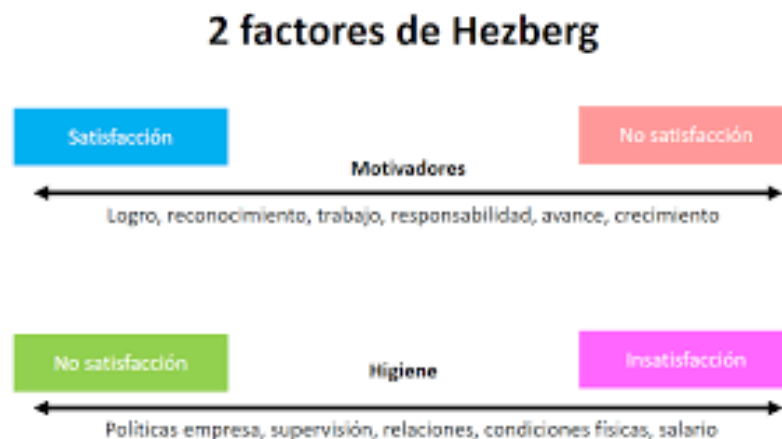 2 factores de Hezberg
Satisfacción
No satisfacción
Motivadores
Logro, reconocimiento, trabajo, responsabilidad, avance, crecimiento
No satisfacción
Insatisfacción
Higiene
Políticas empresa, supervisión, relaciones, condiciones físicas, salario